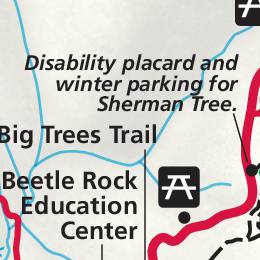 Disability placard and
winter parking for
Sherman Tree.
Big Trees Trail
Beetle Rock
Education
Center